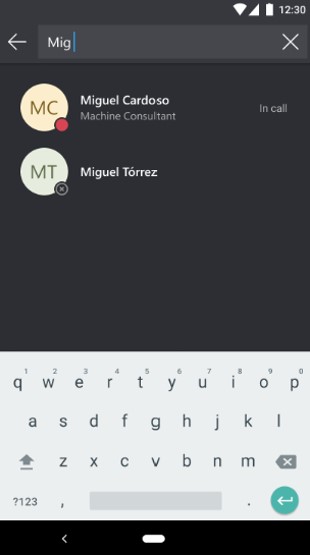 12:30
Mig
MC
Miguel Cardoso
Machine Consultant
In call
MT
Miguel Tórrez
1 2 3 4 5 6 7 8 9 0
q w e r t y u i o p
a s d f g h j k l
z x c v b n m
?123 , .